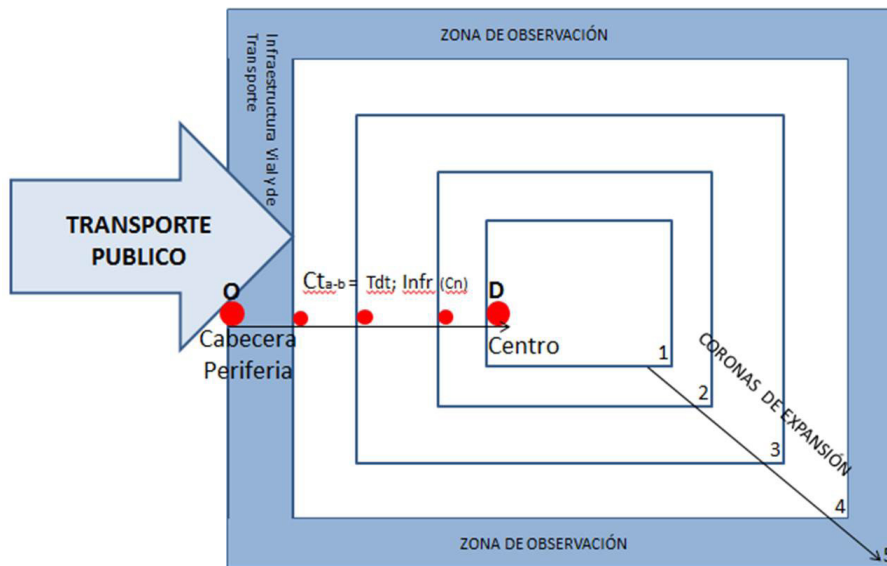 ZONA DE OBSERVACIÓN
Infraestructura Vial y de
Transporte
TRANSPORTE
PUBLICO
Cta-b = Tdt; Infr (Cn)
O
D
Cabecera
Periferia
Centro
1
2
3
4
5
CORONAS DE EXPANSIÓN
ZONA DE OBSERVACIÓN